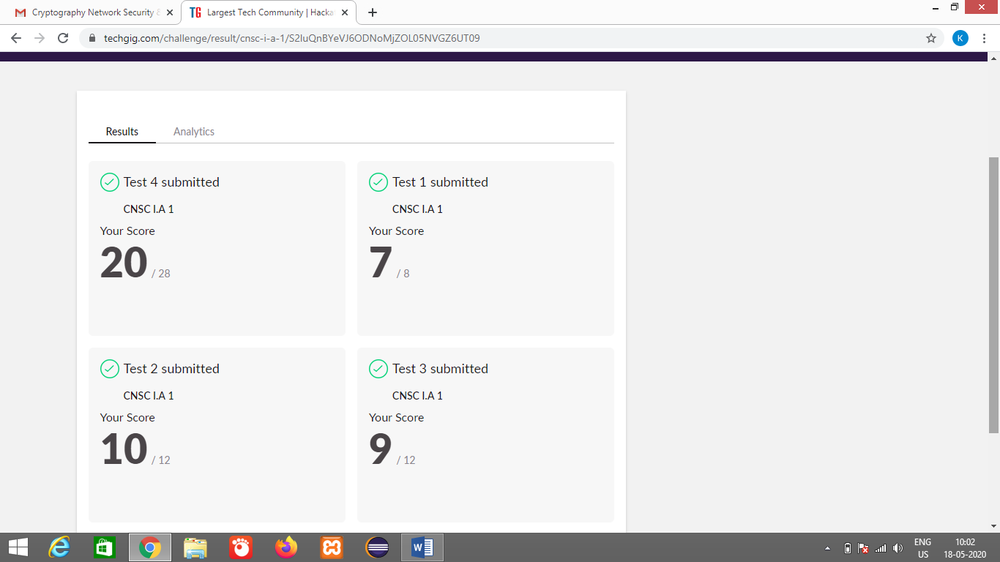 Cryptography Network Security &
Largest Tech Community | Hacka
techgig.com/challenge/result/cnsc-i-a-1/S2luQnBYeVJ6ODNoMjZOL05NVGZ6UT09
K
Results
Analytics
Test 4 submitted
CNSC I.A 1
Your Score
20 / 28
Test 1 submitted
CNSC I.A 1
Your Score
7 / 8
Test 2 submitted
CNSC I.A 1
Your Score
10 / 12
Test 3 submitted
CNSC I.A 1
Your Score
9 / 12
ENG
US
10:02
18-05-2020